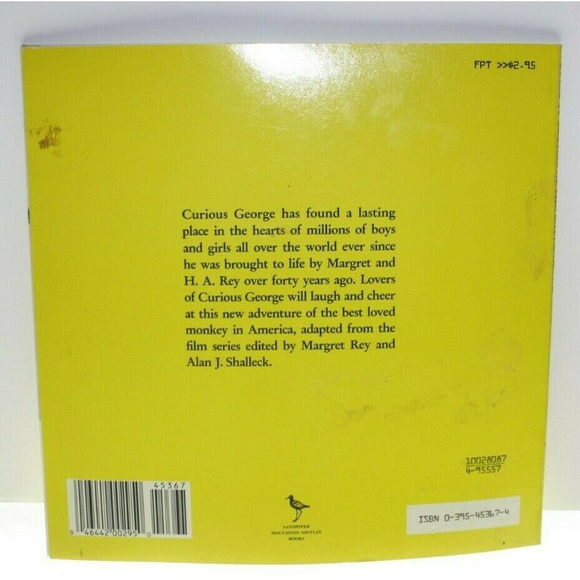 FPT >>$2.95
Curious George has found a lasting
place in the hearts of millions of boys
and girls all over the world ever since
he was brought to life by Margret and
H. A. Rey over forty years ago. Lovers
of Curious George will laugh and cheer
at this new adventure of the best loved
monkey in America, adapted from the
film series edited by Margret Rey and
Alan J. Shalleck.
10028087
4-95557
45367
0 46442 00295 0
SANDPIPER
HOUGHTON MIFFLIN
BOOKS
ISBN 0-395-45367-4